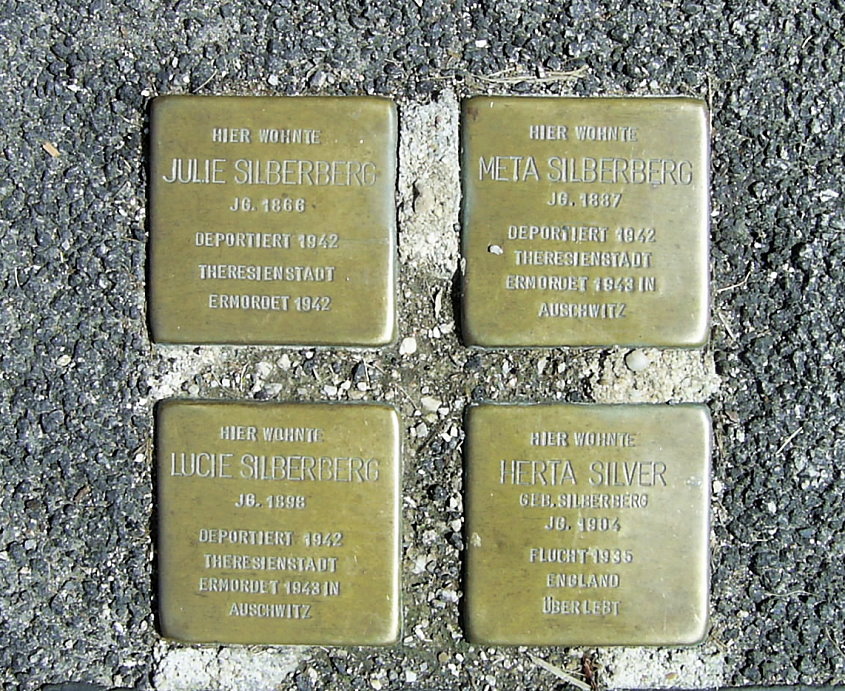 HIER WOHNTE
JULIE SILBERBERG
JG. 1866
DEPORTIERT 1942
THERESIENSTADT
ERMORDET 1942
HIER WOHNTE
META SILBERBERG
JG. 1887
DEPORTIERT 1942
THERESIENSTADT
ERMORDET 1943 IN
AUSCHWITZ
HIER WOHNTE
LUCIE SILBERBERG
JG. 1898
DEPORTIERT 1942
THERESIENSTADT
ERMORDET 1943 IN
AUSCHWITZ
HIER WOHNTE
HERTA SILVER
GEB. SILBERBERG
JG. 1904
FLUCHT 1935
ENGLAND
ÜBERLEBT